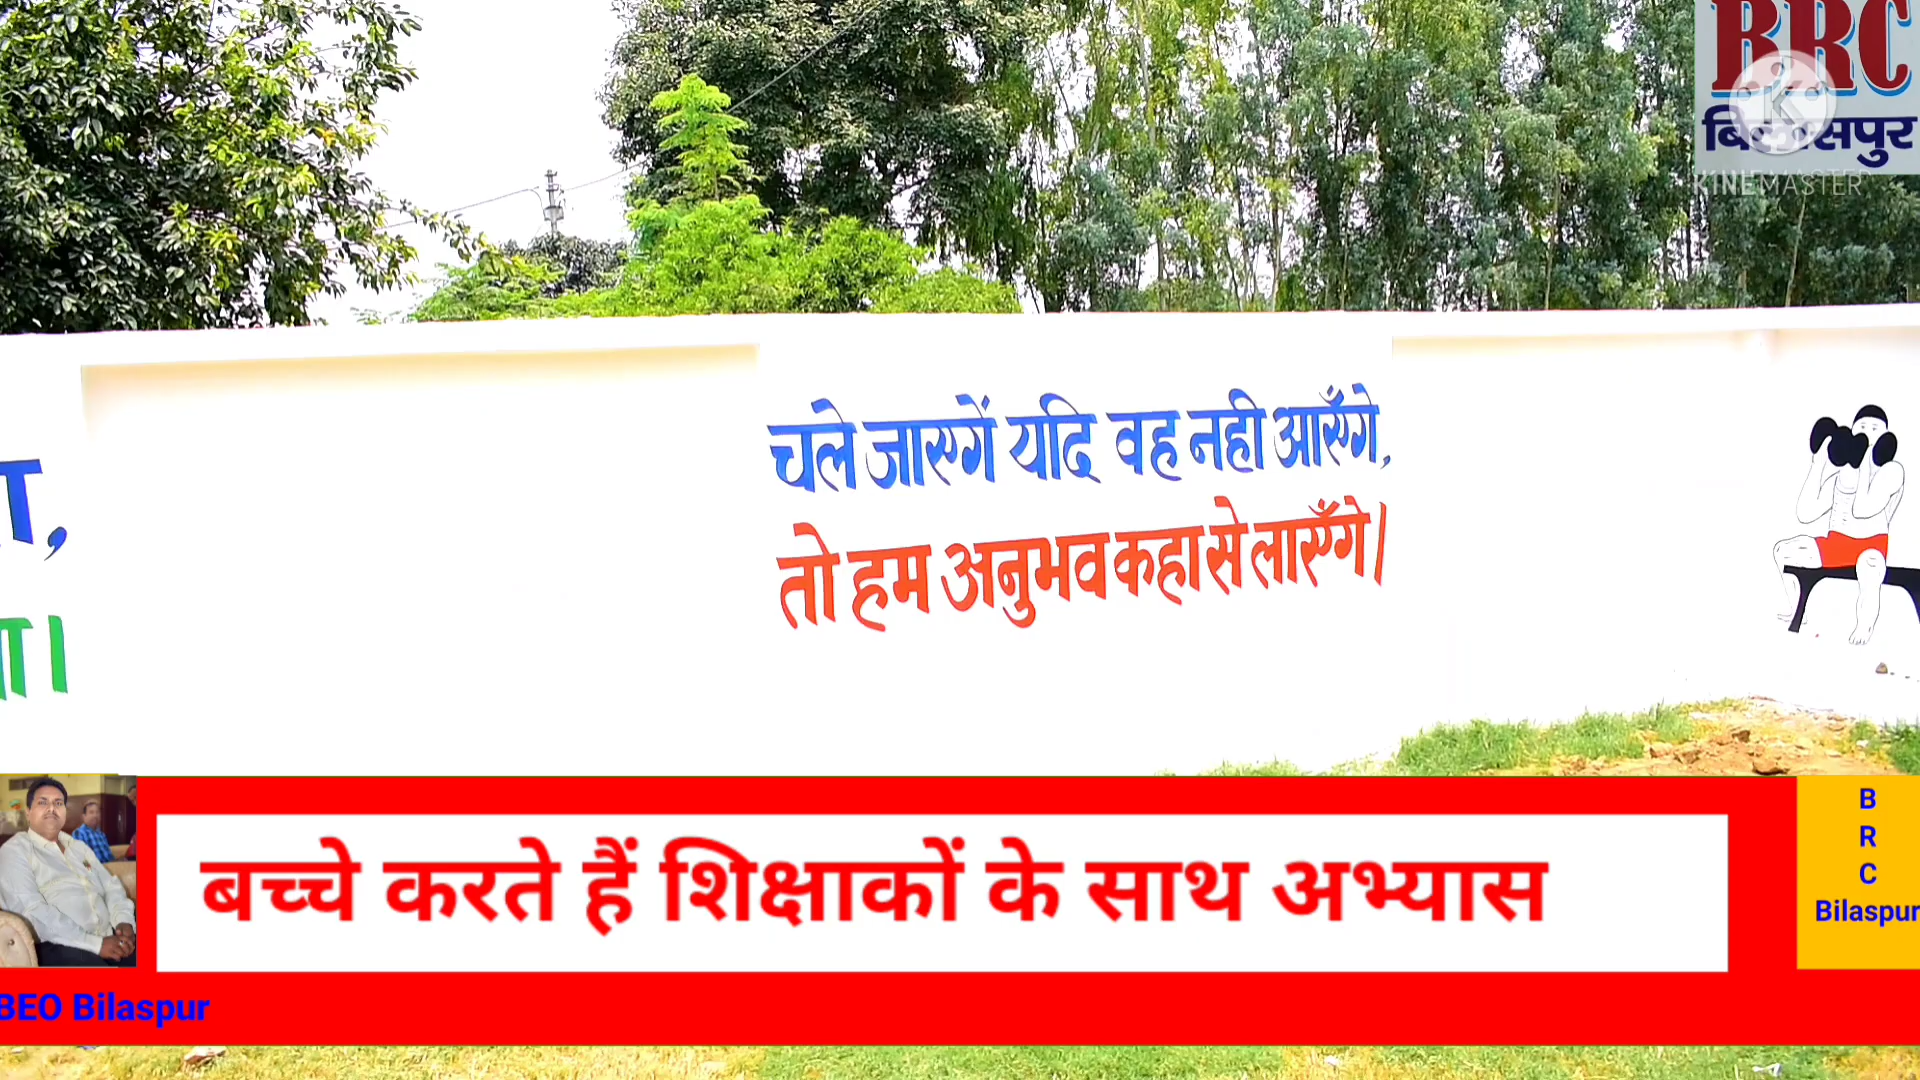 BRC
बिलासपुर
KINEMASTER
चले जाएगें यदि वह नही आएँगे,
तो हम अनुभव कहा से लाएँगे।
बच्चे करते हैं शिक्षाकों के साथ अभ्यास
B
R
C
Bilaspur
BEO Bilaspur